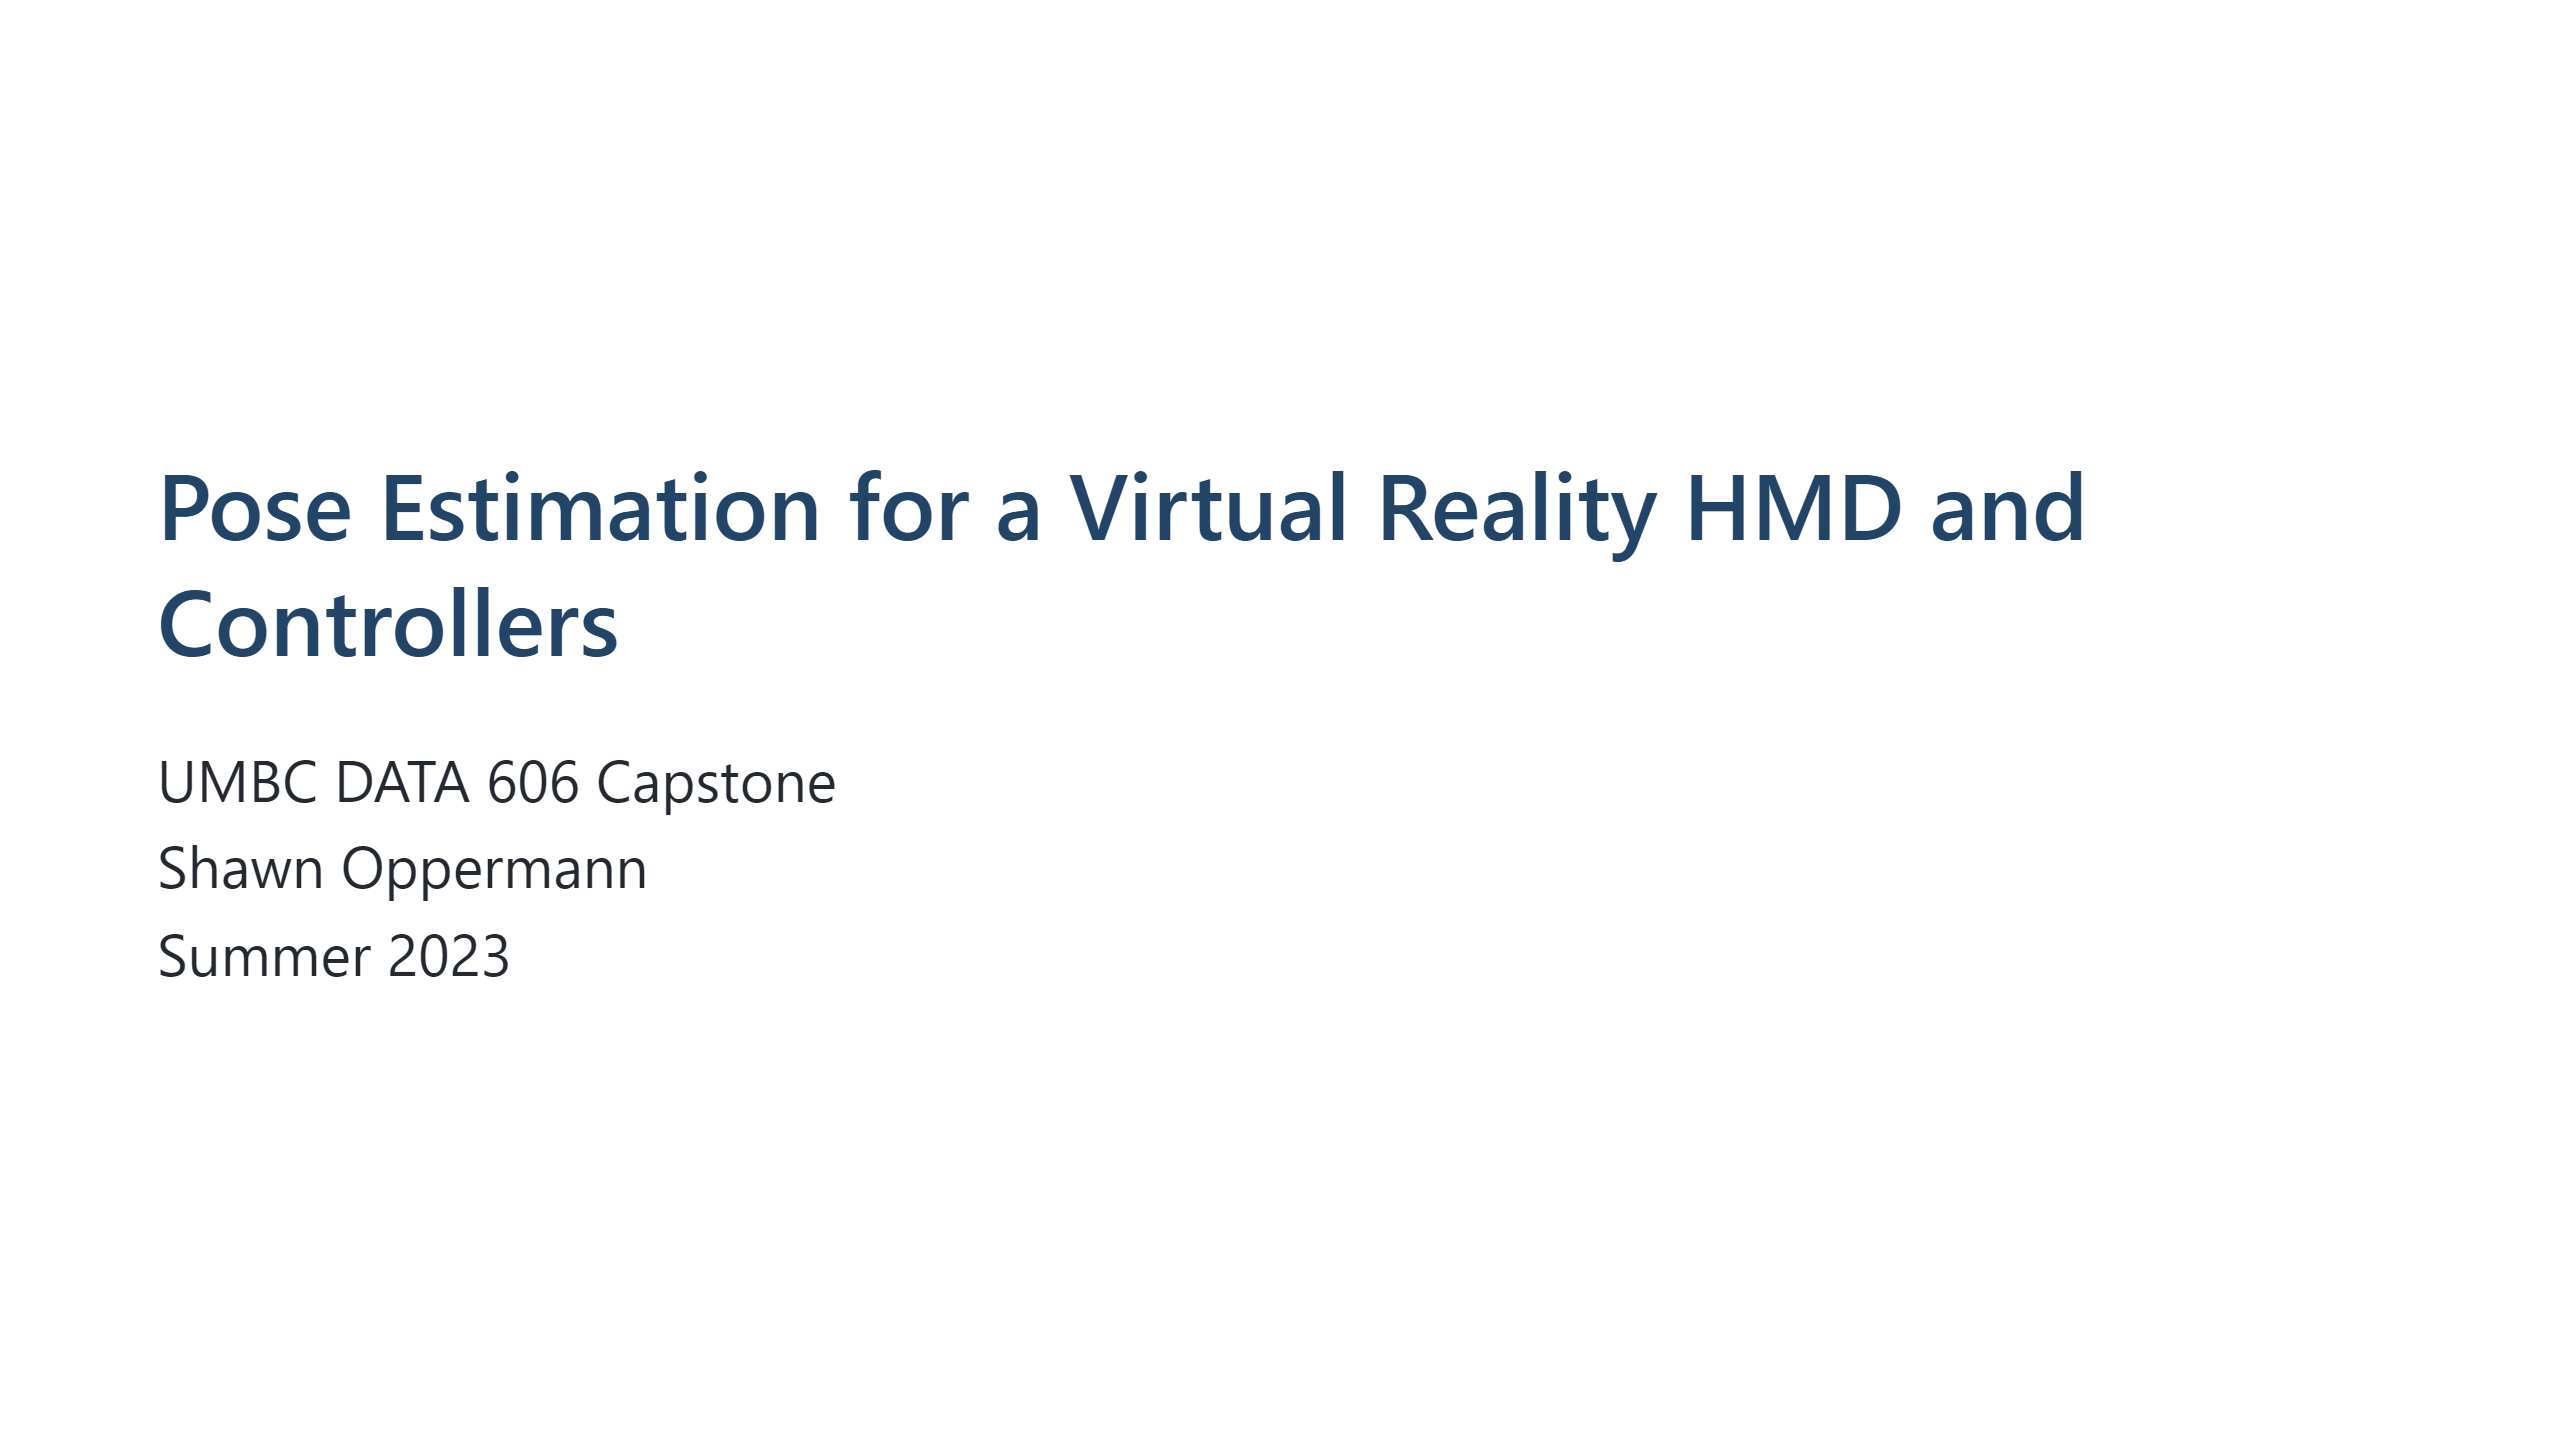 Pose Estimation for a Virtual Reality HMD and
Controllers
UMBC DATA 606 Capstone
Shawn Oppermann
Summer 2023